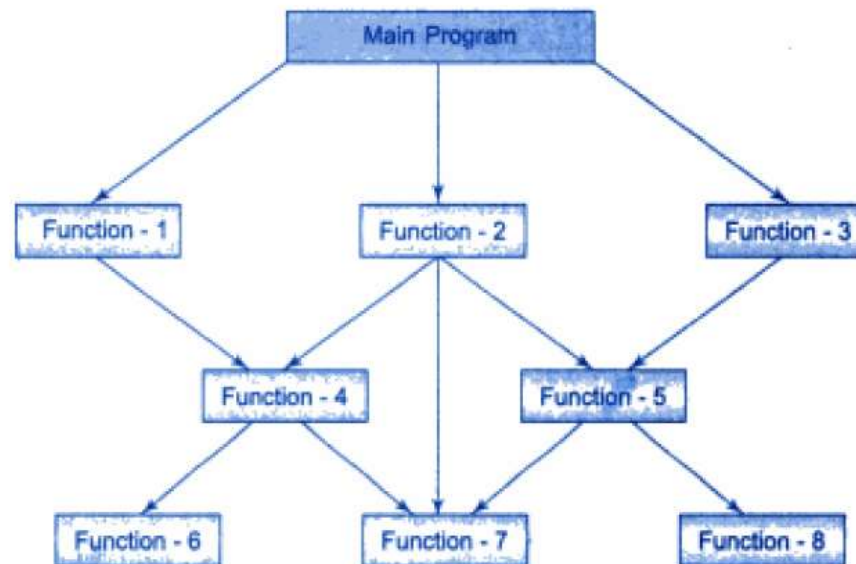 Main Program
Function - 1
Function - 2
Function - 3
Function - 4
Function - 5
Function - 6
Function - 7
Function - 8